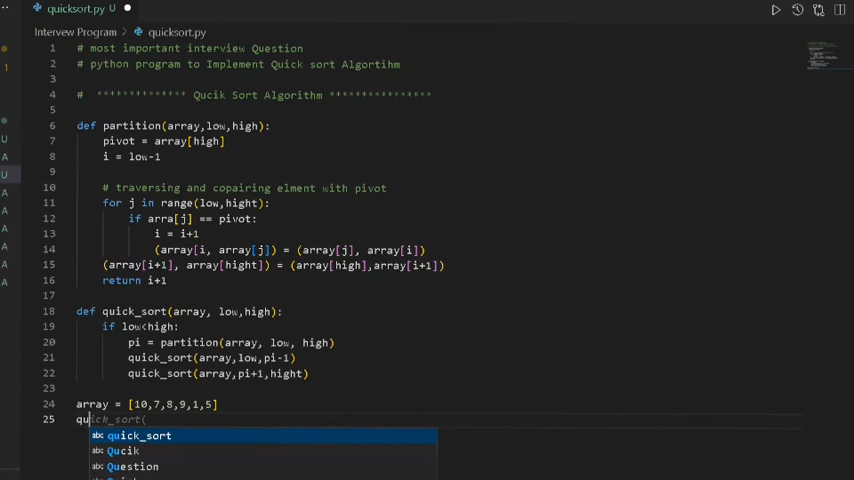 quicksort.py U
Intervew Program > quicksort.py
1 # most important interview Question
2 # python program to Implement Quick sort Algortihm
3
4 # ************** Qucik Sort Algorithm ****************
5
6 def partition(array,low,high):
7 pivot = array[high]
8 i = low-1
9
10 # traversing and copairing elment with pivot
11 for j in range(low,hight):
12 if arra[j] == pivot:
13 i = i+1
14 (array[i, array[j]) = (array[j], array[i])
15 (array[i+1], array[hight]) = (array[high],array[i+1])
16 return i+1
17
18 def quick_sort(array, low,high):
19 if low<high:
20 pi = partition(array, low, high)
21 quick_sort(array,low,pi-1)
22 quick_sort(array,pi+1,hight)
23
24 array = [10,7,8,9,1,5]
25 quick_sort(
abc quick_sort
abc Qucik
abc Question
1
U
A
U
A
A
A
A
A
A